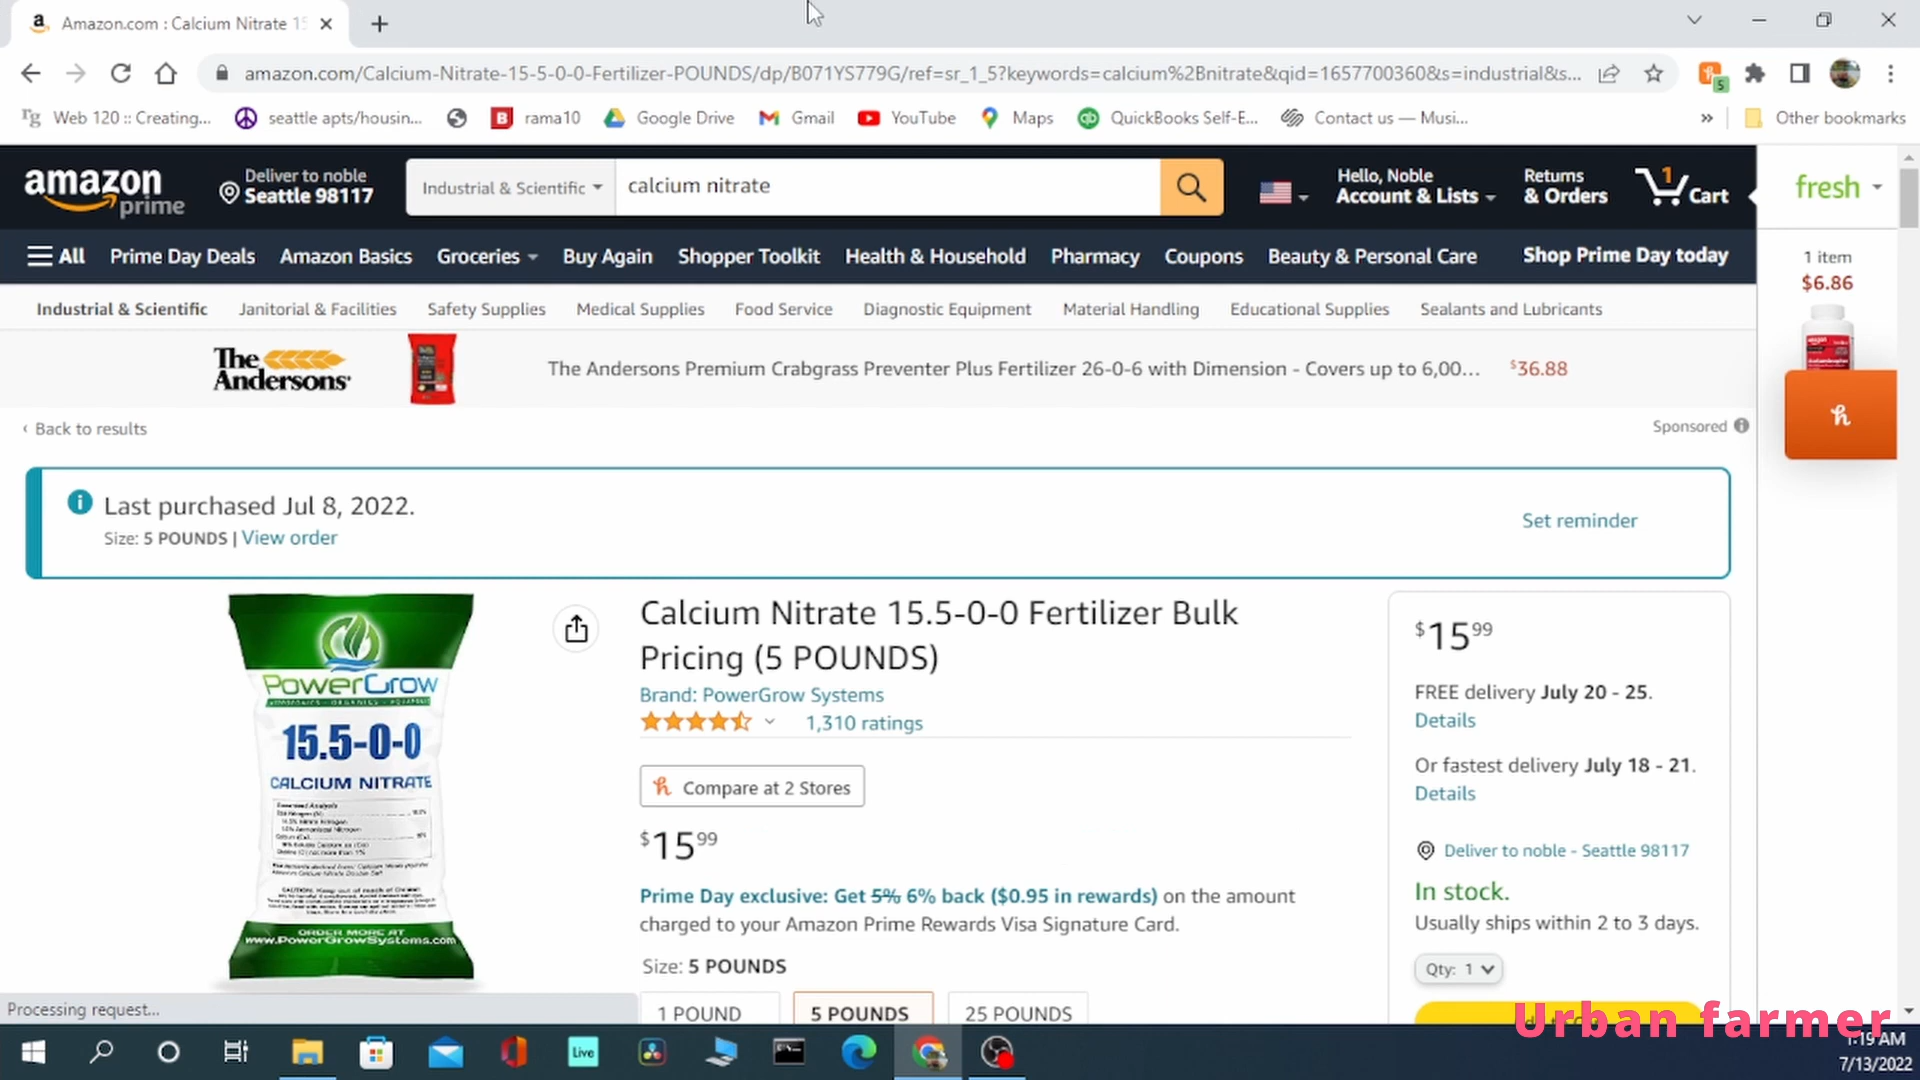 Amazon.com : Calcium Nitrate 15
amazon.com/Calcium-Nitrate-15-5-0-0-Fertilizer-POUNDS/dp/B071YS779G/ref=sr_1_5?keywords=calcium%2Bnitrate&qid=1657700360&s=industrial&s...
5
Tg Web 120 :: Creating... seattle apts/housin... B rama10 Google Drive Gmail YouTube Maps QuickBooks Self-E... Contact us — Musi... » Other bookmarks
amazon prime
Deliver to noble
Seattle 98117
Industrial & Scientific
calcium nitrate
Hello, Noble
Account & Lists
Returns
& Orders
1
Cart
fresh
All Prime Day Deals Amazon Basics Groceries Buy Again Shopper Toolkit Health & Household Pharmacy Coupons Beauty & Personal Care Shop Prime Day today
1 item
$6.86
Industrial & Scientific Janitorial & Facilities Safety Supplies Medical Supplies Food Service Diagnostic Equipment Material Handling Educational Supplies Sealants and Lubricants
The
Andersons
The Andersons Premium Crabgrass Preventer Plus Fertilizer 26-0-6 with Dimension - Covers up to 6,00... $36.88
‹ Back to results
Sponsored
Last purchased Jul 8, 2022.
Size: 5 POUNDS | View order
Set reminder
PowerGrow
15.5-0-0
CALCIUM NITRATE
ORDER MORE AT
www.PowerGrowSystems.com
Calcium Nitrate 15.5-0-0 Fertilizer Bulk
Pricing (5 POUNDS)
Brand: PowerGrow Systems
1,310 ratings
Compare at 2 Stores
$15 99
Prime Day exclusive: Get 5% 6% back ($0.95 in rewards) on the amount
charged to your Amazon Prime Rewards Visa Signature Card.
Size: 5 POUNDS
1 POUND 5 POUNDS 25 POUNDS
$15 99
FREE delivery July 20 - 25.
Details
Or fastest delivery July 18 - 21.
Details
Deliver to noble - Seattle 98117
In stock.
Usually ships within 2 to 3 days.
Qty: 1
Processing request...
Urban farmer
Live
1:19 AM
7/13/2022